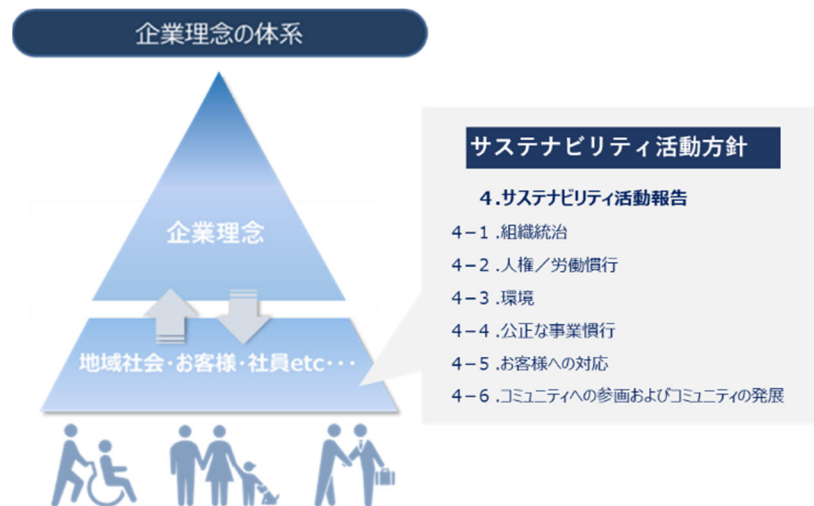 企業理念の体系
企業理念
地域社会・お客様・社員etc・・・
サステナビリティ活動方針
4.サステナビリティ活動報告
4−1.組織統治
4−2.人権／労働慣行
4−3.環境
4−4.公正な事業慣行
4−5.お客様への対応
4−6.コミュニティへの参画およびコミュニティの発展